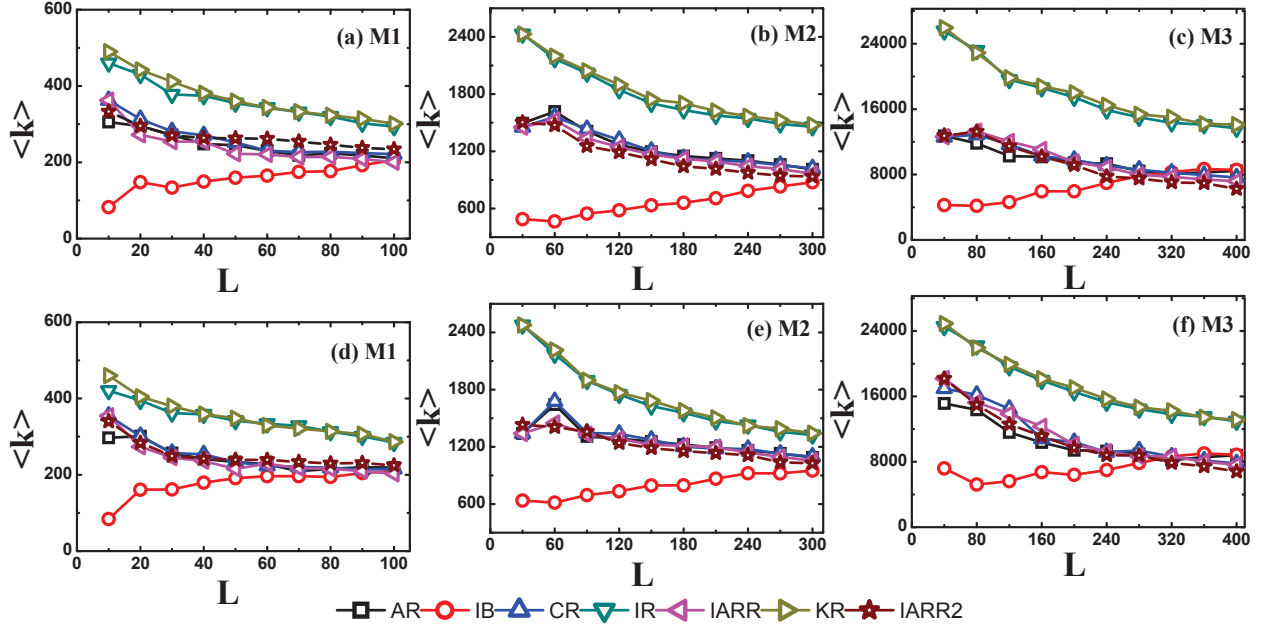 (a) M1
<k>
600
400
200
0
0 20 40 60 80 100
L
(b) M2
<k>
2400
1800
1200
600
0 60 120 180 240 300
L
(c) M3
<k>
24000
16000
8000
0
0 80 160 240 320 400
L
(d) M1
<k>
600
400
200
0
0 20 40 60 80 100
L
(e) M2
<k>
2400
1800
1200
600
0 60 120 180 240 300
L
(f) M3
<k>
24000
16000
8000
0
0 80 160 240 320 400
L
AR IB CR IR IARR KR IARR2